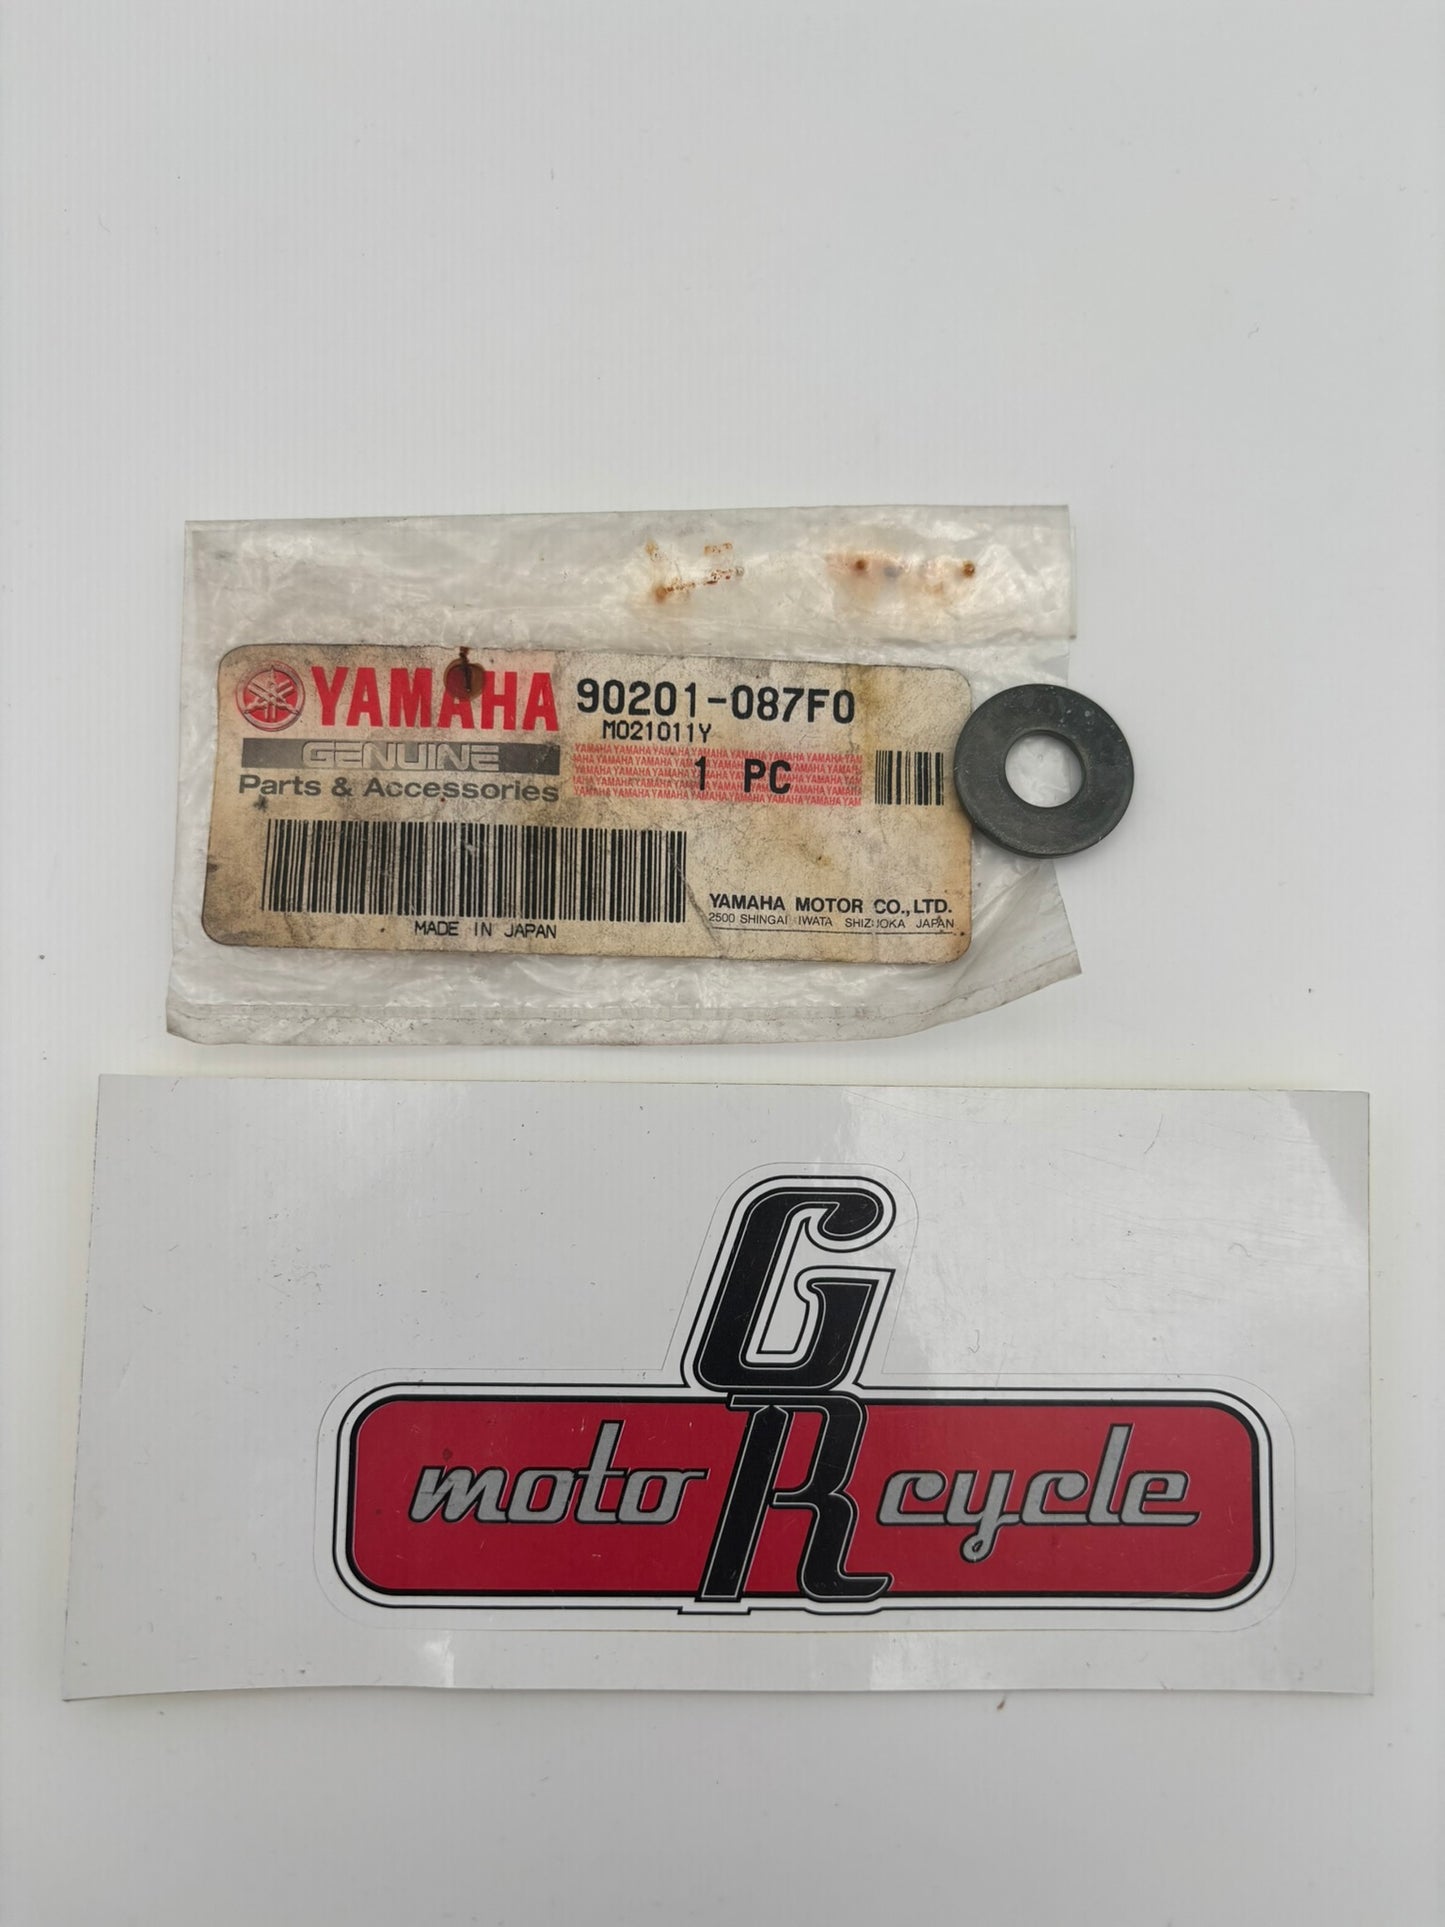 YAMAHA
GENUINE
Parts & Accessories
90201-087F0
M021011Y
1 PC
MADE IN JAPAN
YAMAHA MOTOR CO.,LTD.
2500 SHINGAI IWATA SHIZUOKA JAPAN
GR
moto cycle